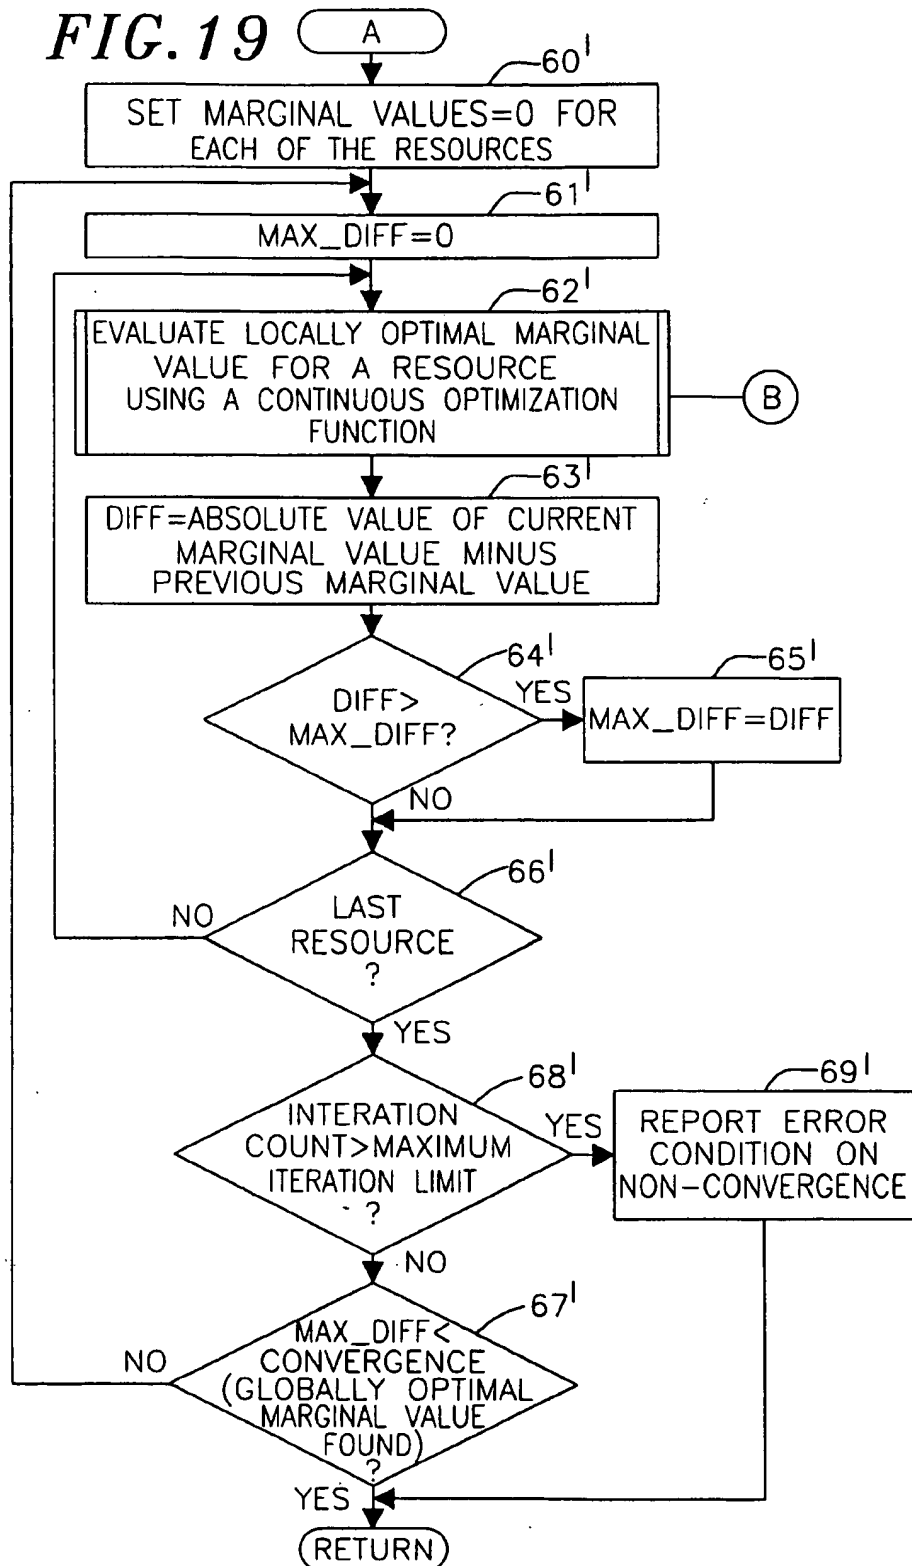 FIG.19
A
60'
SET MARGINAL VALUES=0 FOR
EACH OF THE RESOURCES
61'
MAX_DIFF=0
62'
EVALUATE LOCALLY OPTIMAL MARGINAL
VALUE FOR A RESOURCE
USING A CONTINUOUS OPTIMIZATION
FUNCTION
B
63'
DIFF=ABSOLUTE VALUE OF CURRENT
MARGINAL VALUE MINUS
PREVIOUS MARGINAL VALUE
64'
DIFF>
MAX_DIFF?
YES
65'
MAX_DIFF=DIFF
NO
66'
LAST
RESOURCE
?
NO
YES
68'
INTERATION
COUNT>MAXIMUM
ITERATION LIMIT
?
YES
69'
REPORT ERROR
CONDITION ON
NON-CONVERGENCE
NO
67'
MAX_DIFF<
CONVERGENCE
(GLOBALLY OPTIMAL
MARGINAL VALUE
FOUND)
?
NO
YES
RETURN